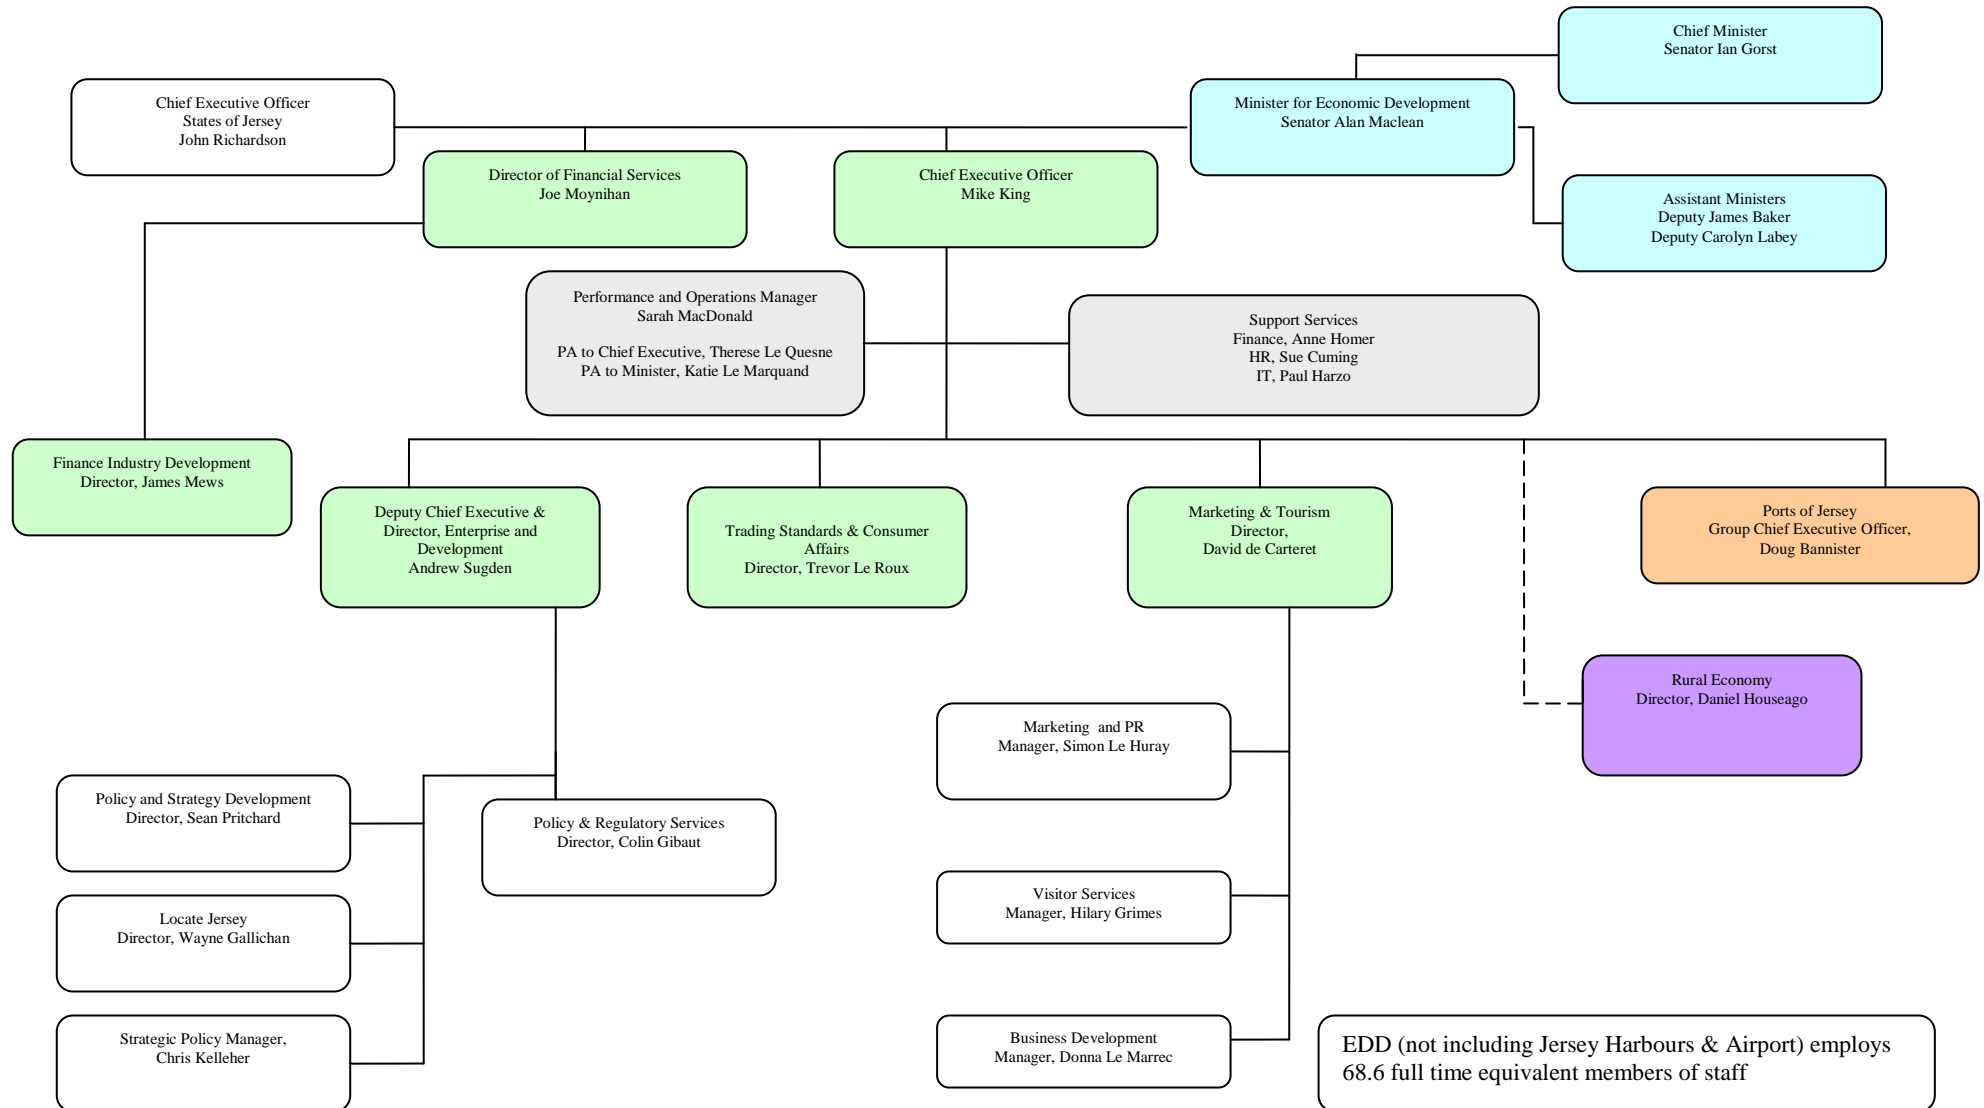 Chief Minister
Senator Ian Gorst
Chief Executive Officer
States of Jersey
John Richardson
Minister for Economic Development
Senator Alan Maclean
Director of Financial Services
Joe Moynihan
Chief Executive Officer
Mike King
Assistant Ministers
Deputy James Baker
Deputy Carolyn Labey
Performance and Operations Manager
Sarah MacDonald
PA to Chief Executive, Therese Le Quesne
PA to Minister, Katie Le Marquand
Support Services
Finance, Anne Homer
HR, Sue Cuming
IT, Paul Harzo
Finance Industry Development
Director, James Mews
Deputy Chief Executive &
Director, Enterprise and
Development
Andrew Sugden
Trading Standards & Consumer
Affairs
Director, Trevor Le Roux
Marketing & Tourism
Director,
David de Carteret
Ports of Jersey
Group Chief Executive Officer,
Doug Bannister
Rural Economy
Director, Daniel Houseago
Marketing and PR
Manager, Simon Le Huray
Policy and Strategy Development
Director, Sean Pritchard
Policy & Regulatory Services
Director, Colin Gibaut
Visitor Services
Manager, Hilary Grimes
Locate Jersey
Director, Wayne Gallichan
Strategic Policy Manager,
Chris Kelleher
Business Development
Manager, Donna Le Marrec
EDD (not including Jersey Harbours & Airport) employs
68.6 full time equivalent members of staff